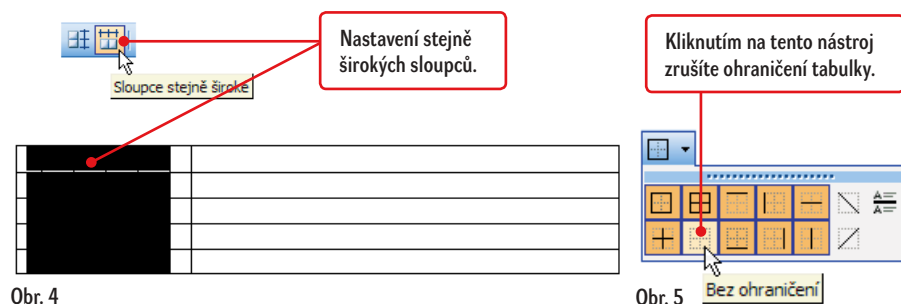 Nastavení stejně
širokých sloupců.
Sloupce stejně široké
Obr. 4
Kliknutím na tento nástroj
zrušíte ohraničení tabulky.
Bez ohraničení
Obr. 5